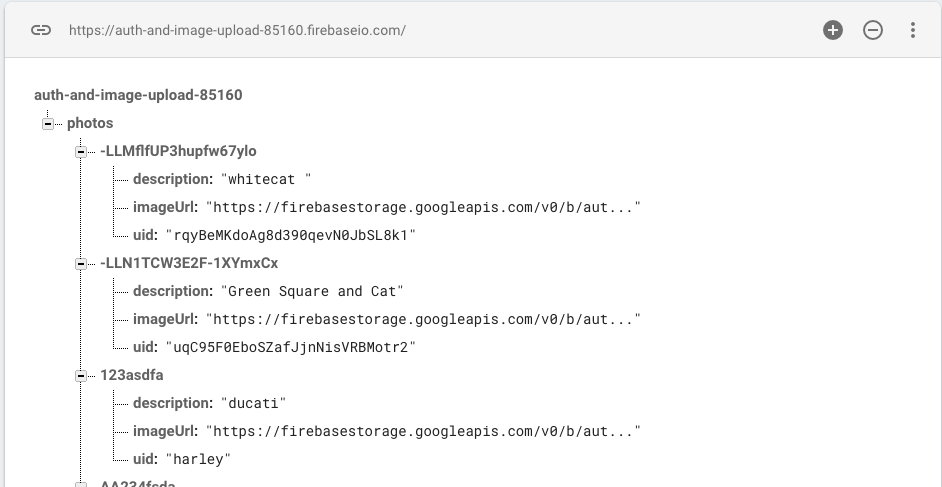 https://auth-and-image-upload-85160.firebaseio.com/
auth-and-image-upload-85160
photos
-LLMflfUP3hupfw67ylo
description: "whitecat "
imageUrl: "https://firebasestorage.googleapis.com/v0/b/aut..."
uid: "rqyBeMKdoAg8d390qevN0JbSL8k1"
-LLN1TCW3E2F-1XYmxCx
description: "Green Square and Cat"
imageUrl: "https://firebasestorage.googleapis.com/v0/b/aut..."
uid: "uqC95F0EboSZafJjnNisVRBMotr2"
123asdfa
description: "ducati"
imageUrl: "https://firebasestorage.googleapis.com/v0/b/aut..."
uid: "harley"
AA234fsda